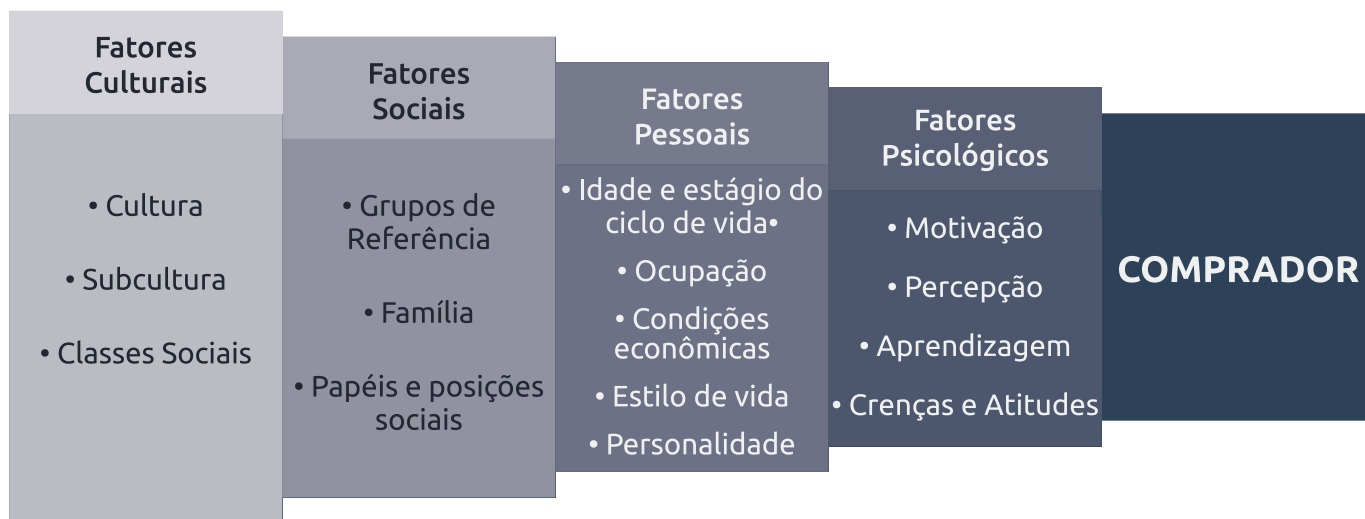 Fatores
Culturais
• Cultura
• Subcultura
• Classes Sociais
Fatores
Sociais
• Grupos de
Referência
• Família
• Papéis e posições
sociais
Fatores
Pessoais
• Idade e estágio do
ciclo de vida•
• Ocupação
• Condições
econômicas
• Estilo de vida
• Personalidade
Fatores
Psicológicos
• Motivação
• Percepção
• Aprendizagem
• Crenças e Atitudes
COMPRADOR